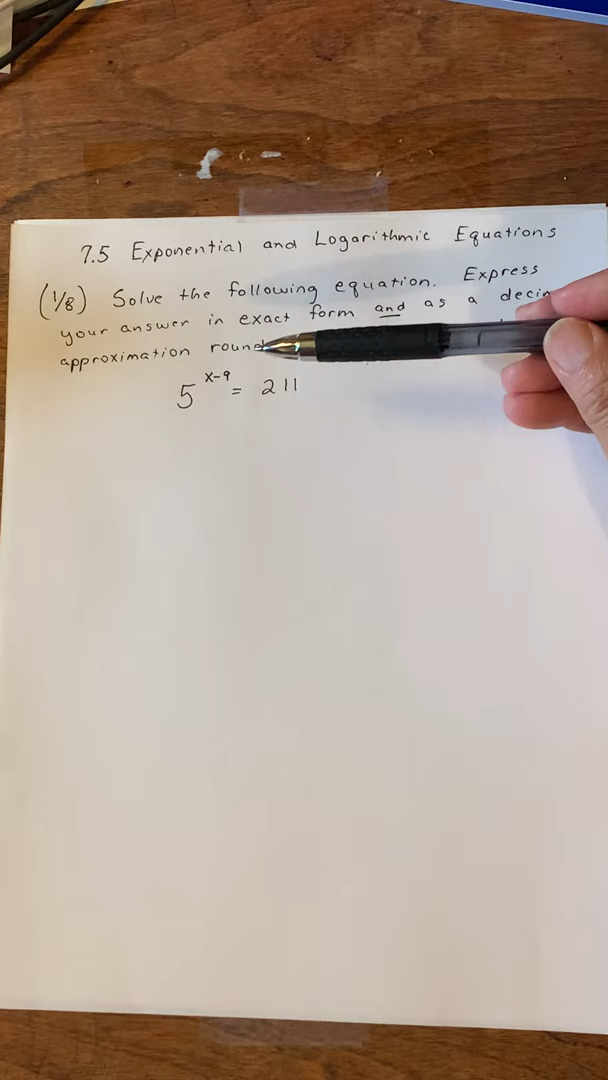 7.5 Exponential and Logarithmic Equations
(1/8) Solve the following equation. Express
your answer in exact form and as a
approximation
5^(x-9) = 211